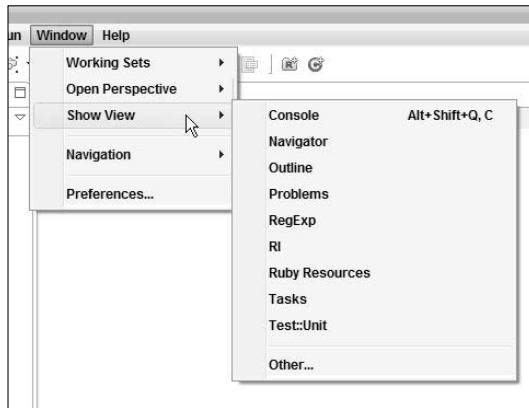 un Window Help
Working Sets
Open Perspective
Show View
Navigation
Preferences...
Console Alt+Shift+Q, C
Navigator
Outline
Problems
RegExp
RI
Ruby Resources
Tasks
Test::Unit
Other...